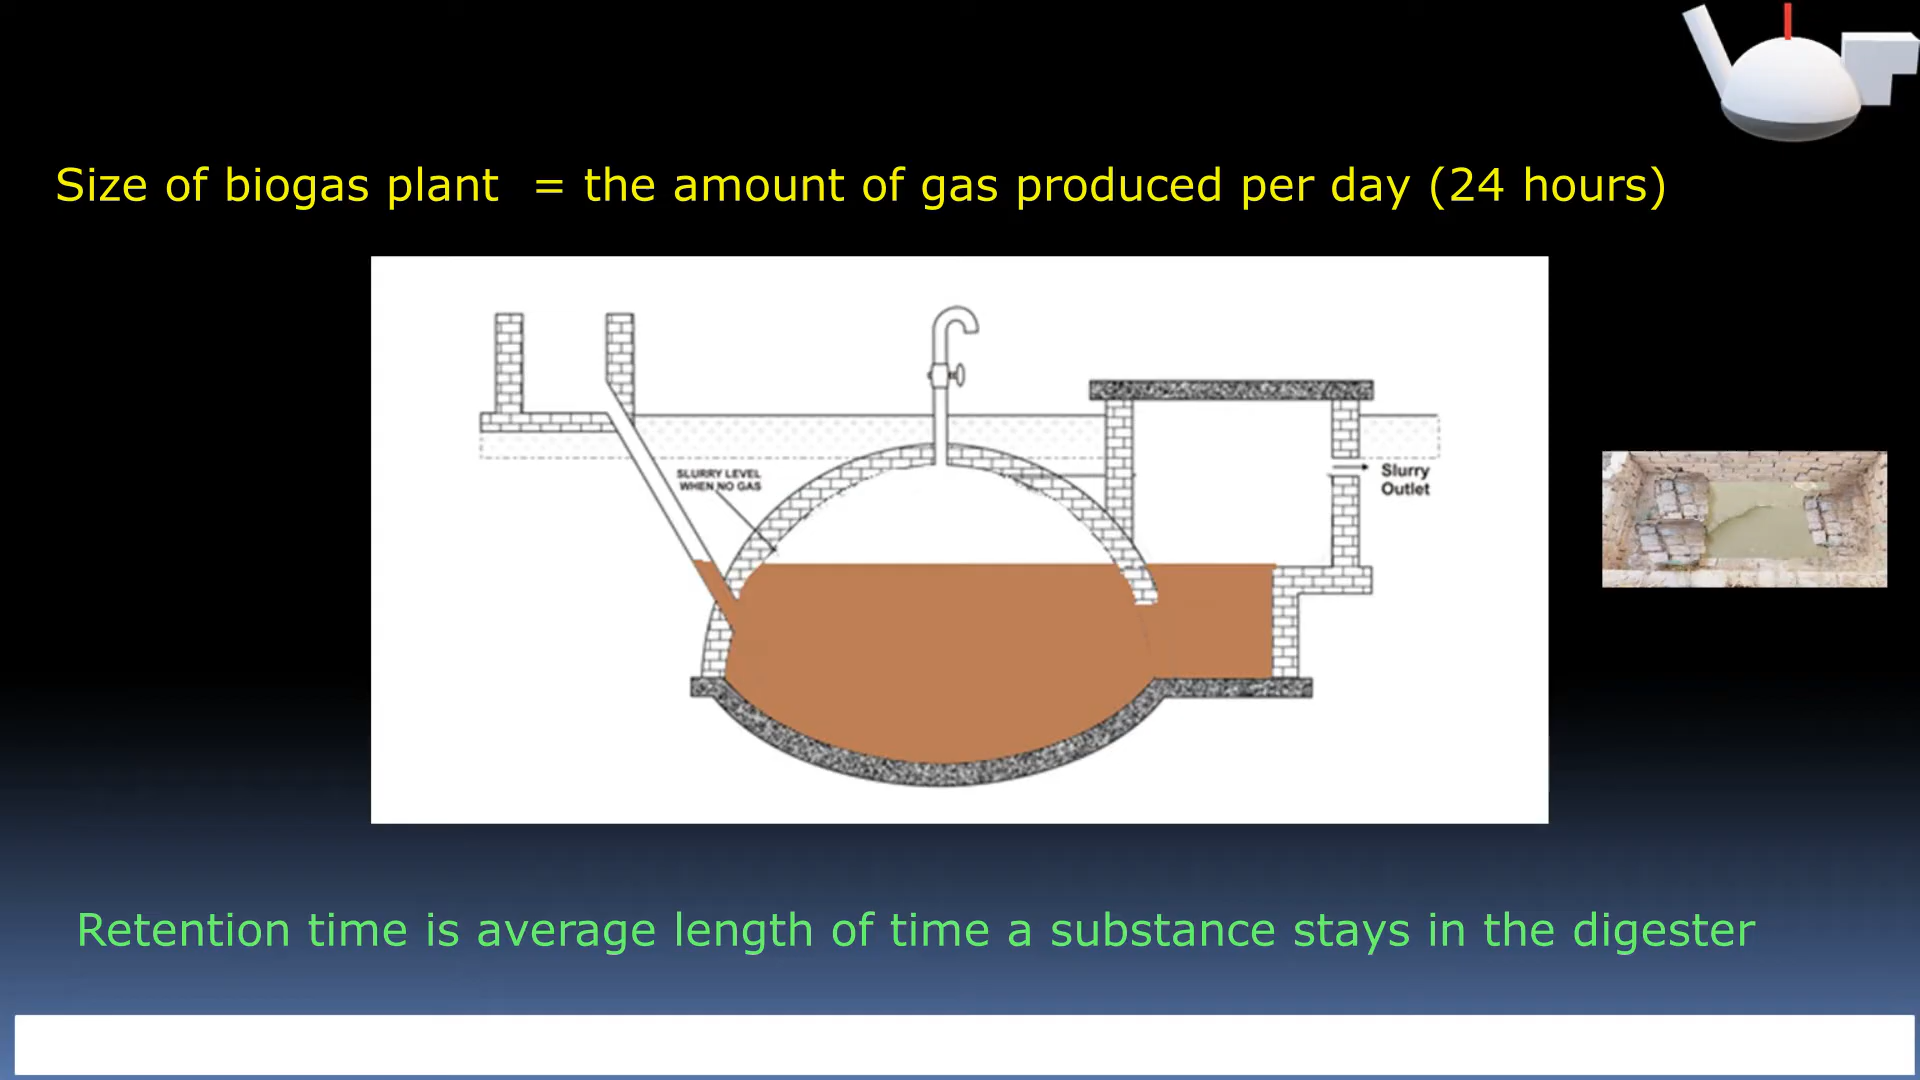 Size of biogas plant = the amount of gas produced per day (24 hours)
SLURRY LEVEL
WHEN NO GAS
Slurry
Outlet
Retention time is average length of time a substance stays in the digester